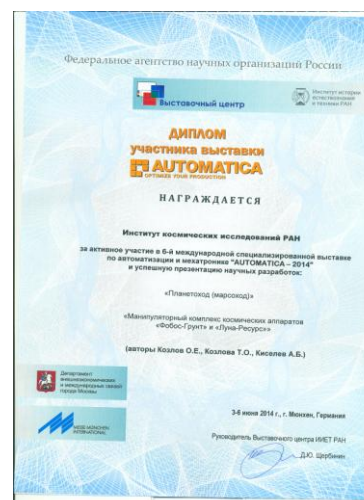 Федеральное агентство научных организаций России
Выставочный центр
Институт истории
естествознания
и техники РАН
ДИПЛОМ
участника выставки
AUTOMATICA
OPTIMIZE YOUR PRODUCTION
НАГРАЖДАЕТСЯ
Институт космических исследований РАН
за активное участие в 6-й международной специализированной выставке
по автоматизации и мехатронике "AUTOMATICA – 2014"
и успешную презентацию научных разработок:
«Планетоход (марсоход)»
«Манипуляторный комплекс космических аппаратов
«Фобос-Грунт» и «Луна-Ресурс»»
(авторы Козлов О.Е., Козлова Т.О., Киселев А.Б.)
Департамент
внешнеэкономических
и международных связей
города Москвы
MESSE MÜNCHEN
INTERNATIONAL
3-6 июня 2014 г., г. Мюнхен, Германия
Руководитель Выставочного центра ИИЕТ РАН
Д.Ю. Щербинин